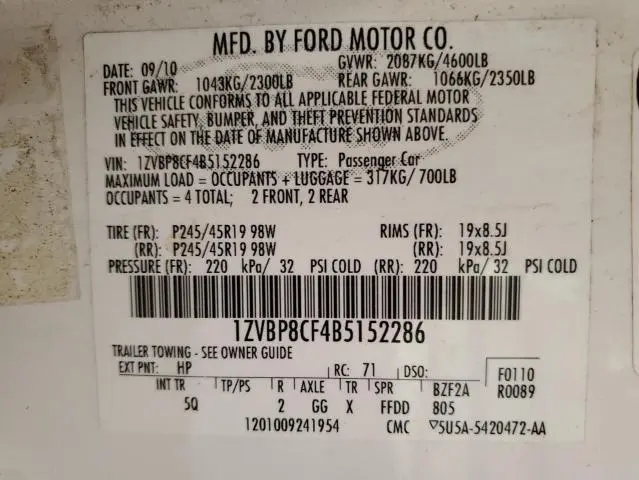 MFD. BY FORD MOTOR CO.
DATE: 09/10 GVWR: 2087KG/4600LB
FRONT GAWR: 1043KG/2300LB REAR GAWR: 1066KG/2350LB
THIS VEHICLE CONFORMS TO ALL APPLICABLE FEDERAL MOTOR
VEHICLE SAFETY, BUMPER, AND THEFT PREVENTION STANDARDS
IN EFFECT ON THE DATE OF MANUFACTURE SHOWN ABOVE.
VIN: 1ZVBP8CF4B5152286 TYPE: Passenger Car
MAXIMUM LOAD = OCCUPANTS + LUGGAGE = 317KG/ 700LB
OCCUPANTS = 4 TOTAL; 2 FRONT, 2 REAR
TIRE (FR): P245/45R19 98W RIMS (FR): 19x8.5J
(RR): P245/45R19 98W (RR): 19x8.5J
PRESSURE (FR): 220 kPa/ 32 PSI COLD (RR): 220 kPa/ 32 PSI COLD
1ZVBP8CF4B5152286
TRAILER TOWING - SEE OWNER GUIDE
EXT PNT: HP RC: 71 DSO: F0110
INT TR TP/PS R AXLE TR SPR BZF2A R0089
5Q 2 GG X FFDD 805
1201009241954 CMC ▽5U5A-5420472-AA